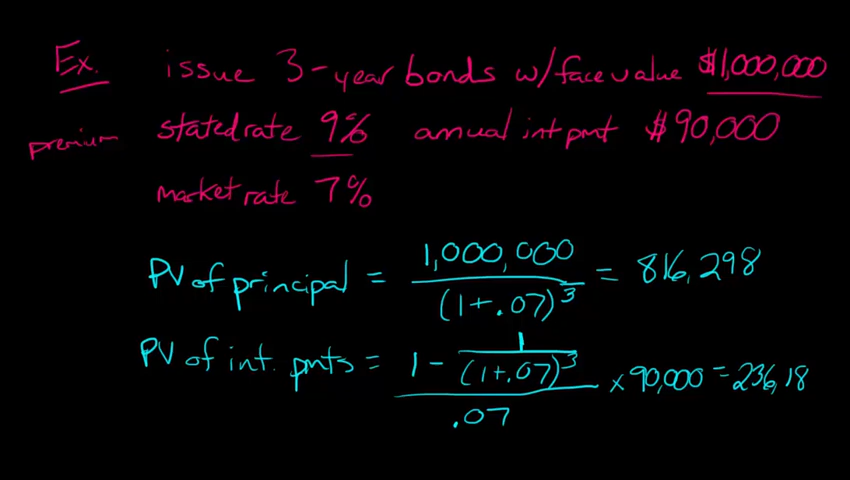 Ex. issue 3-year bonds w/face value $1,000,000
premium stated rate 9% annual int pmt $90,000
market rate 7%
PV of principal = 1,000,000 / (1+.07)^3 = 816,298
PV of int. pmts = 1 - 1 / (1+.07)^3 / .07 x 90,000 = 236,18